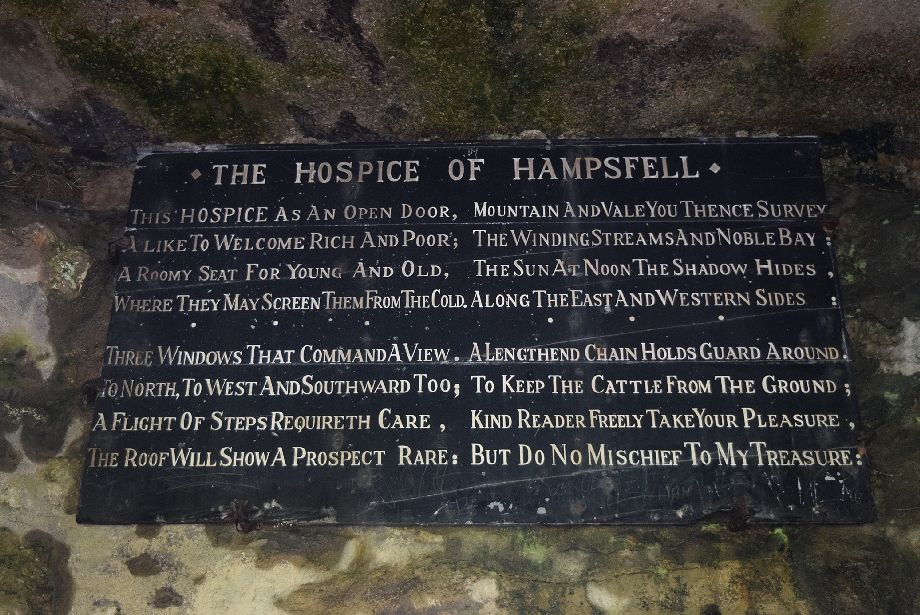 THE HOSPICE OF HAMPSFELL
THIS HOSPICE AS AN OPEN DOOR,
ALIKE TO WELCOME RICH AND POOR;
A ROOMY SEAT FOR YOUNG AND OLD,
WHERE THEY MAY SCREEN THEM FROM THE COLD.
THREE WINDOWS THAT COMMAND A VIEW.
TO NORTH, TO WEST AND SOUTHWARD TOO;
A FLIGHT OF STEPS REQUIRETH CARE,
THE ROOF WILL SHOW A PROSPECT RARE:
MOUNTAIN AND VALE YOU THENCE SURVEY
THE WINDING STREAMS AND NOBLE BAY:
THE SUN AT NOON THE SHADOW HIDES,
ALONG THE EAST AND WESTERN SIDES:
A LENGTHEND CHAIN HOLDS GUARD AROUND.
TO KEEP THE CATTLE FROM THE GROUND;
KIND READER FREELY TAKE YOUR PLEASURE,
BUT DO NO MISCHIEF TO MY TREASURE: